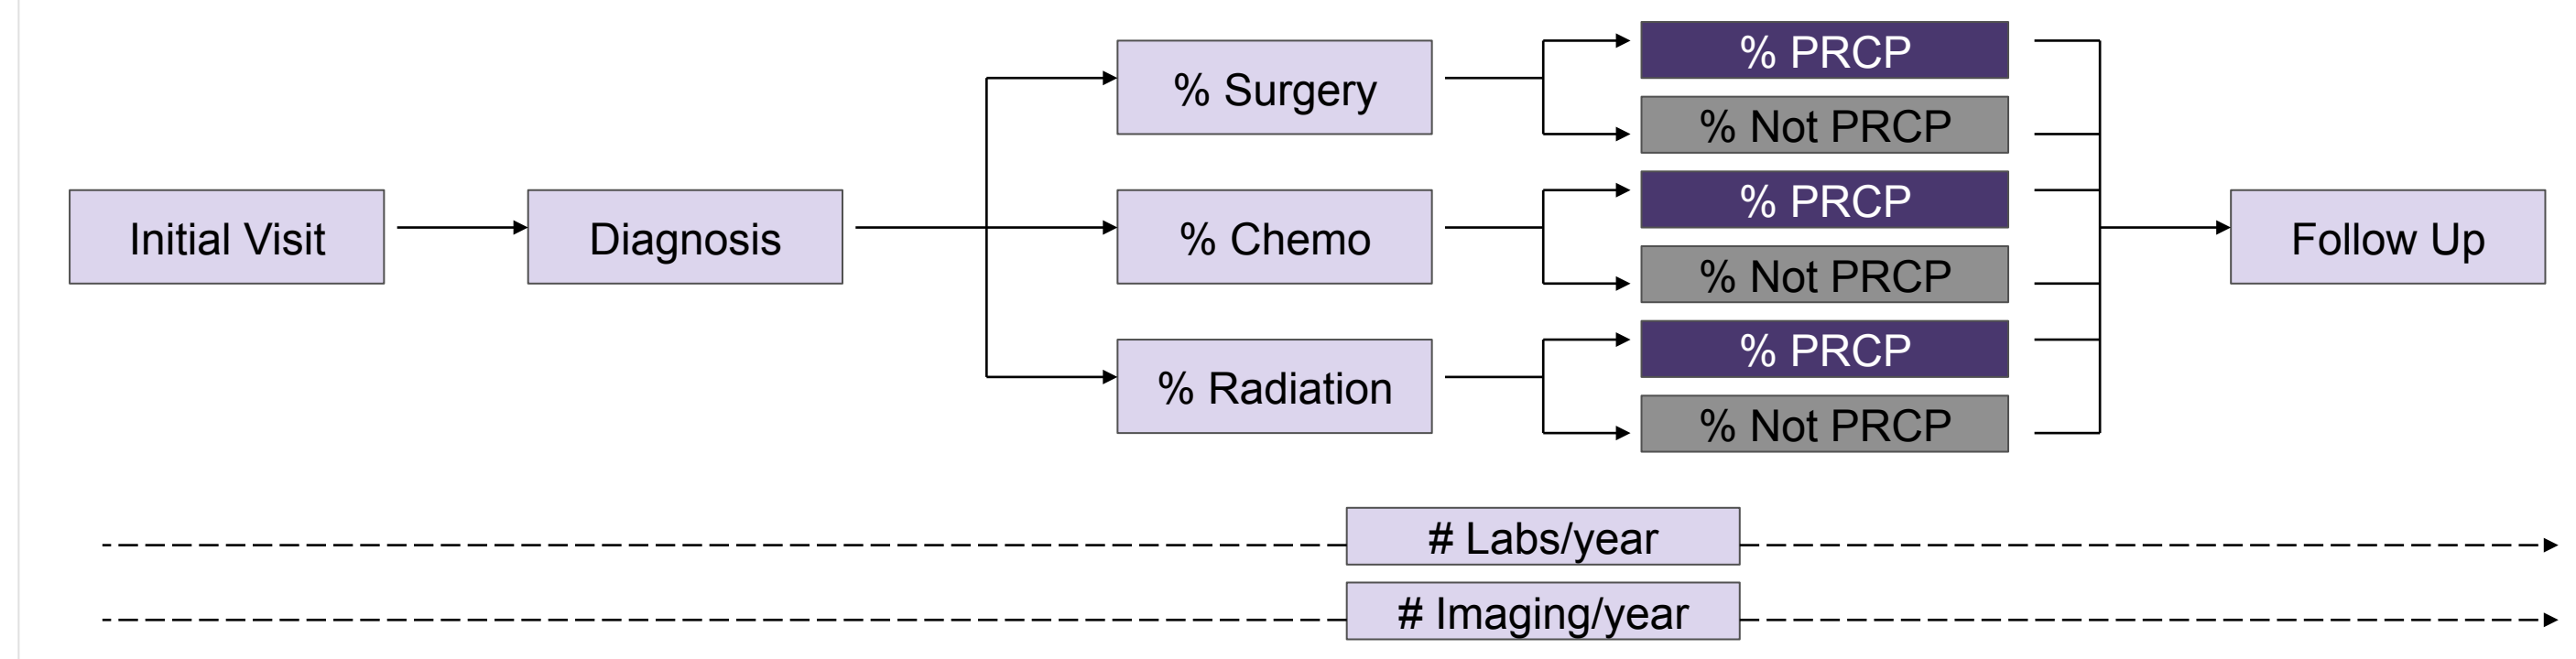 Initial Visit
Diagnosis
% Surgery
% Chemo
% Radiation
% PRCP
% Not PRCP
% PRCP
% Not PRCP
% PRCP
% Not PRCP
Follow Up
# Labs/year
# Imaging/year